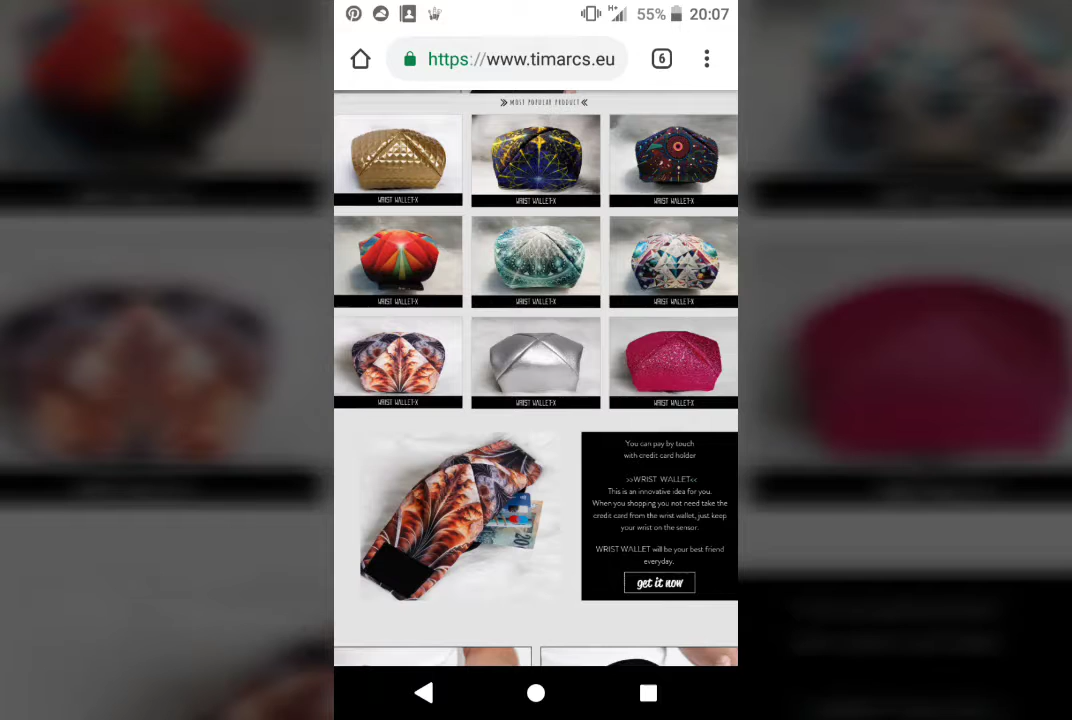 55% 20:07
https://www.timarcs.eu 6
MOST POPULAR PRODUCT
WRIST WALLET-X WRIST WALLET-X WRIST WALLET-X
WRIST WALLET-X WRIST WALLET-X WRIST WALLET-X
WRIST WALLET-X WRIST WALLET-X WRIST WALLET-X
You can pay by touch
with credit card holder
>>WRIST WALLET<<
This is an innovative idea for you.
When you shopping you not need take the
credit card from the wrist wallet, just keep
your wrist on the sensor.
WRIST WALLET will be your best friend
everyday.
get it now
20